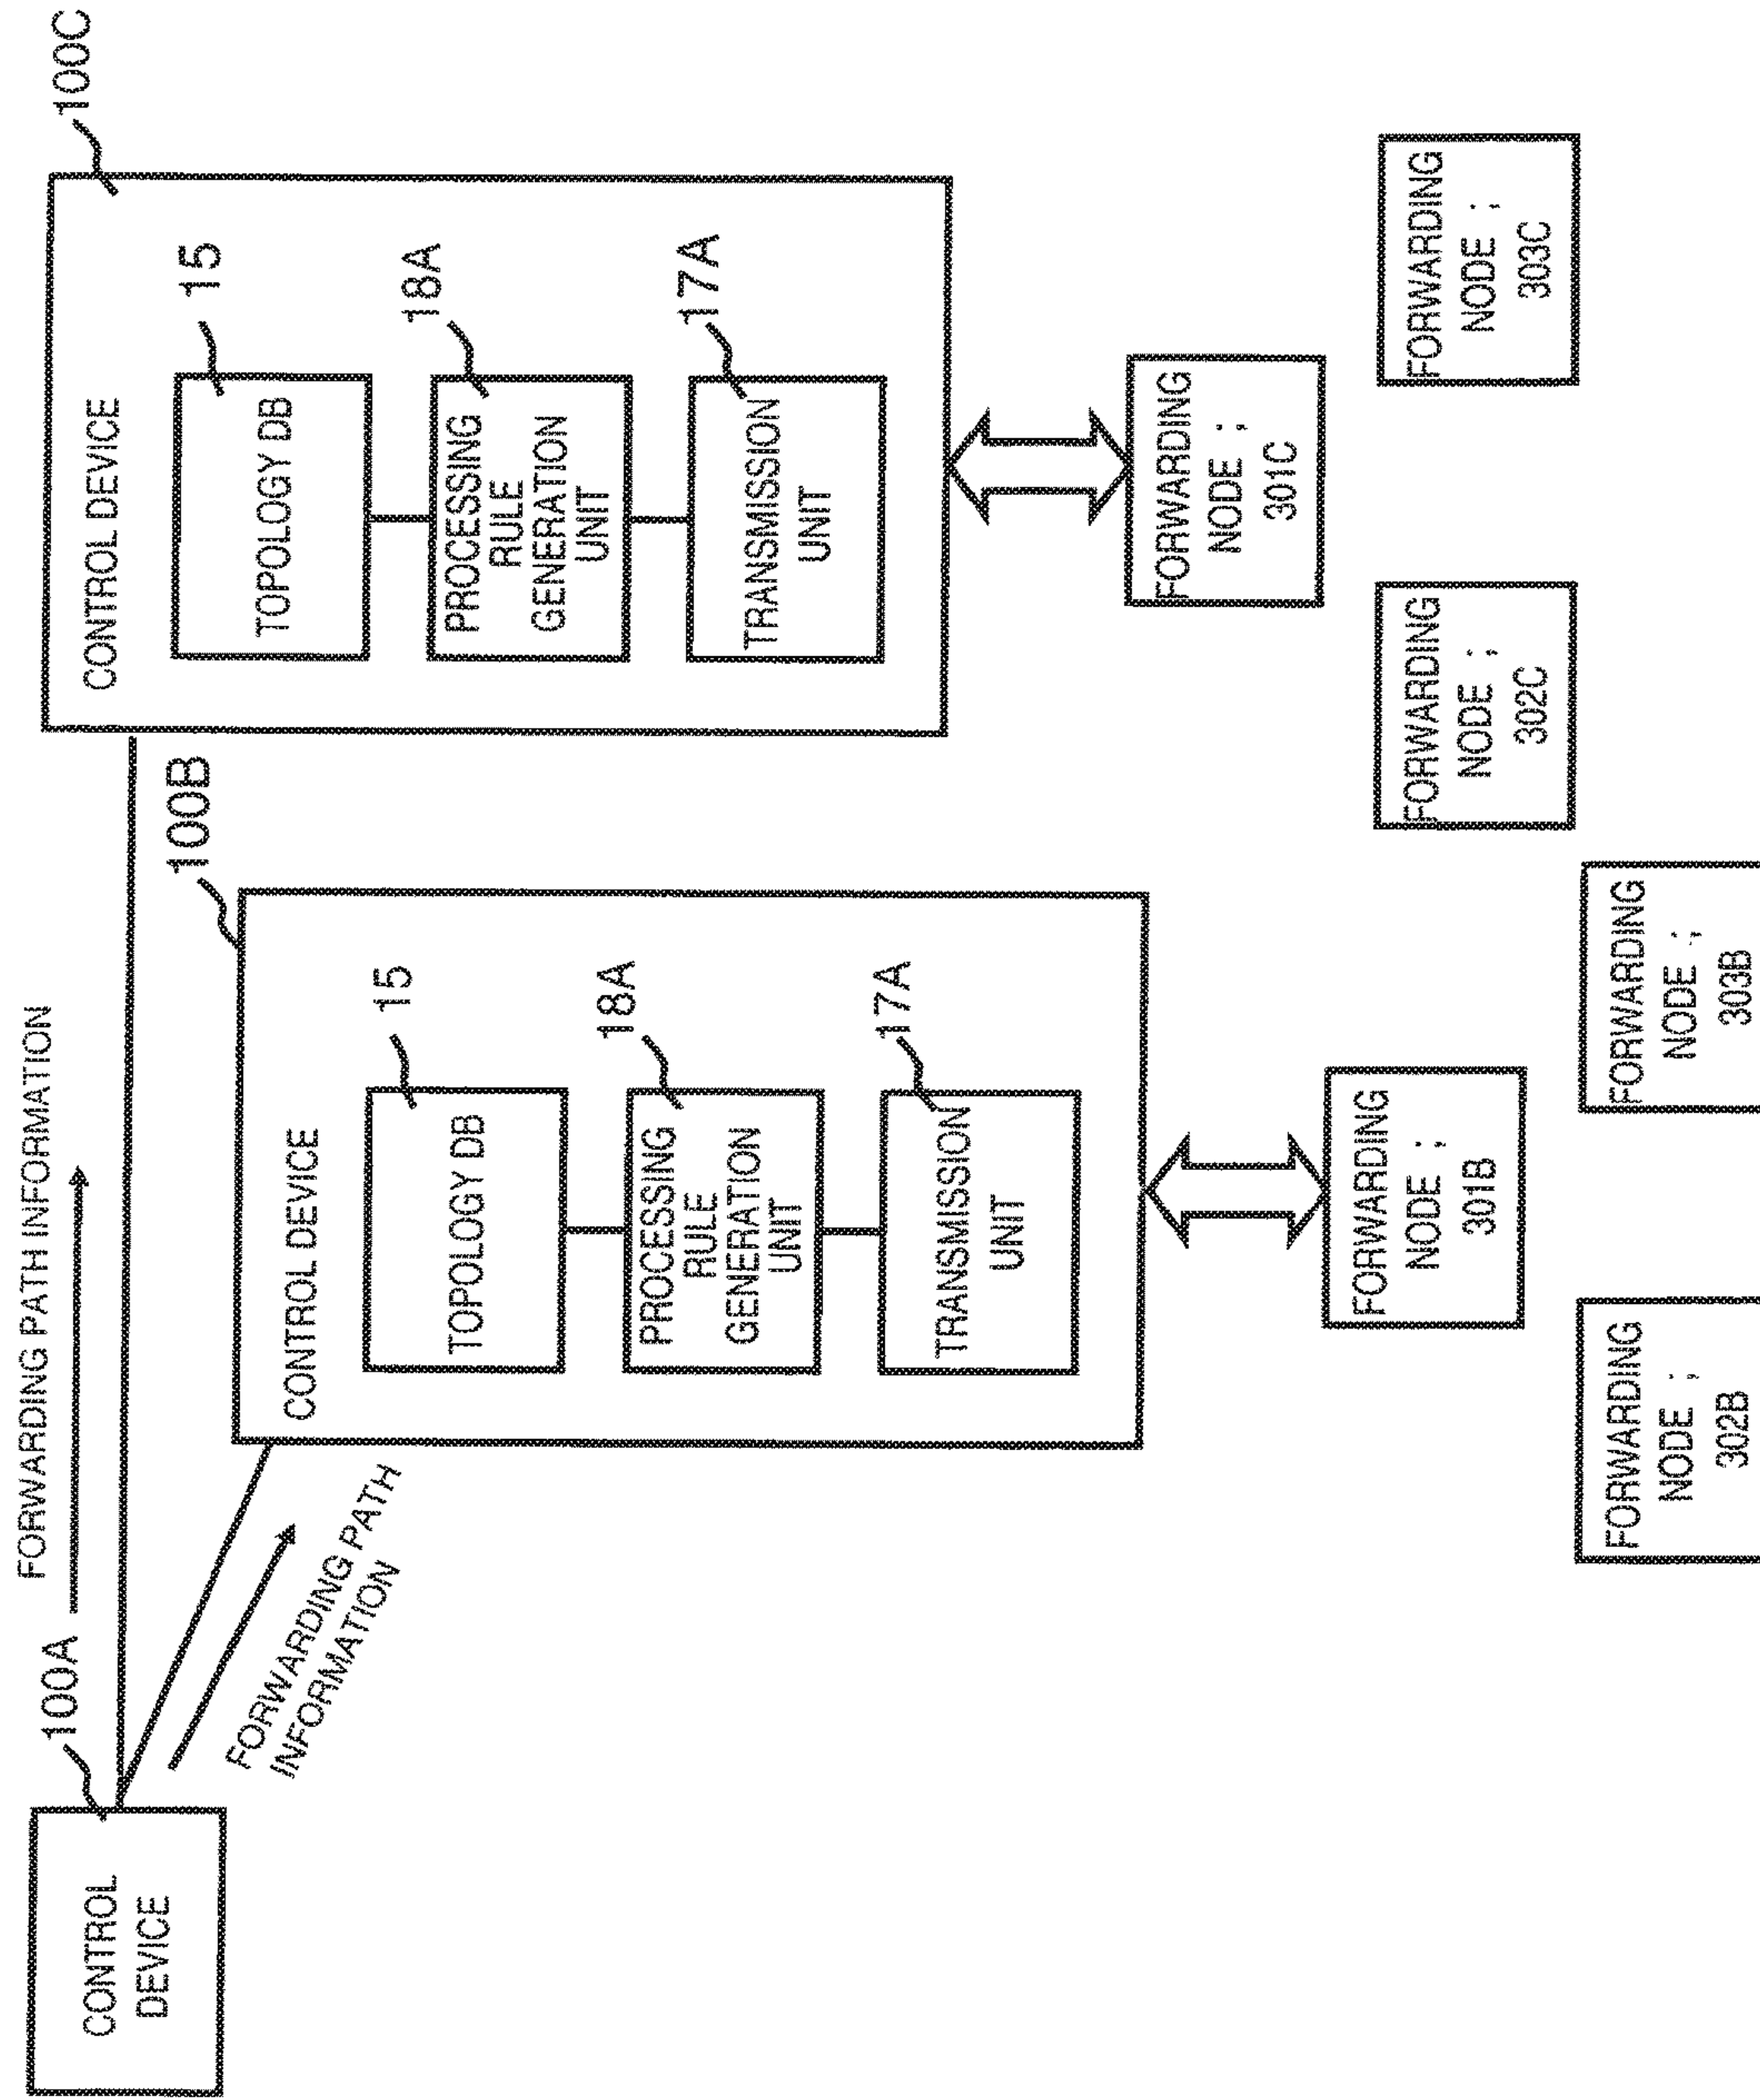 100A
FORWARDING PATH INFORMATION
CONTROL
DEVICE
FORWARDING PATH
INFORMATION
100B
CONTROL DEVICE
15
TOPOLOGY DB
18A
PROCESSING
RULE
GENERATION
UNIT
17A
TRANSMISSION
UNIT
FORWARDING
NODE ;
301B
FORWARDING
NODE ;
302B
FORWARDING
NODE ;
303B
100C
CONTROL DEVICE
15
TOPOLOGY DB
18A
PROCESSING
RULE
GENERATION
UNIT
17A
TRANSMISSION
UNIT
FORWARDING
NODE ;
301C
FORWARDING
NODE ;
302C
FORWARDING
NODE ;
303C